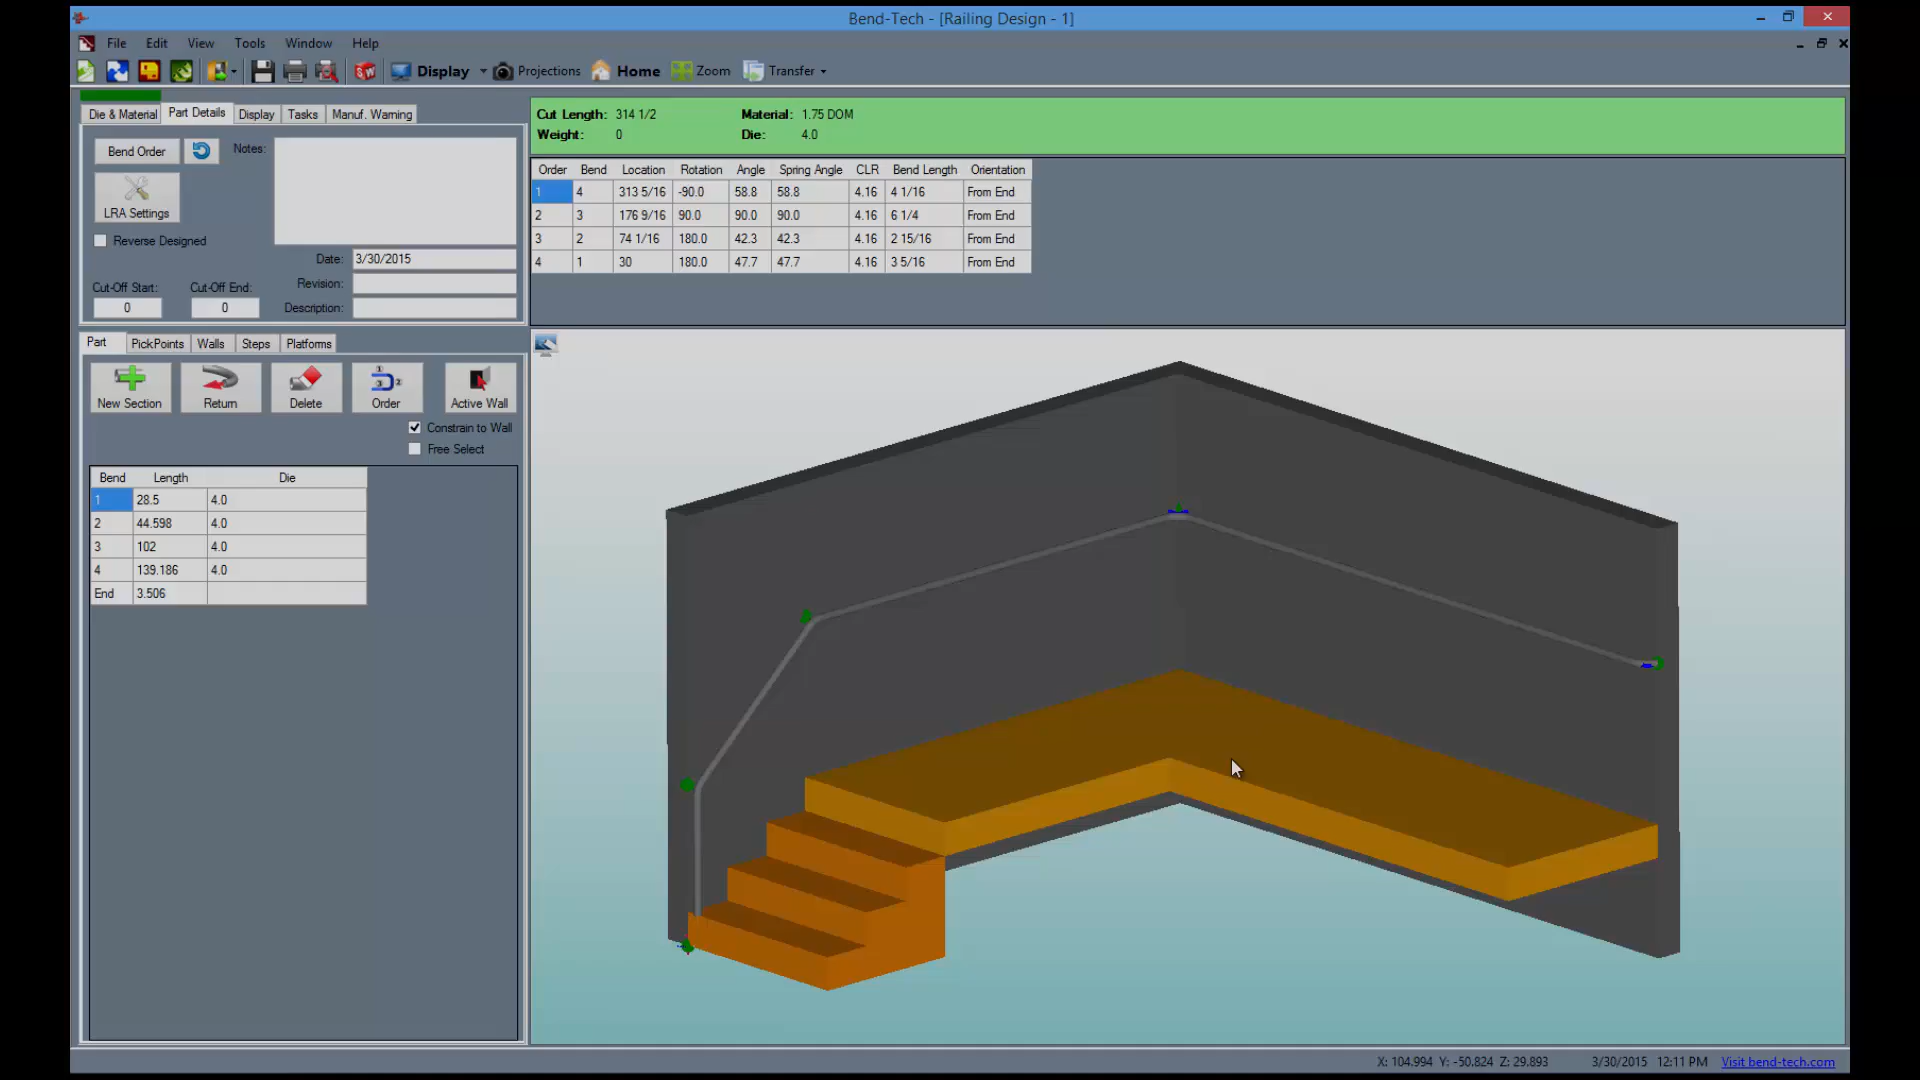 Bend-Tech - [Railing Design - 1]
File Edit View Tools Window Help
Display Projections Home Zoom Transfer
Die & Material Part Details Display Tasks Manuf. Warning
Bend Order Notes:
LRA Settings
Reverse Designed
Date: 3/30/2015
Cut-Off Start: Cut-Off End: Revision:
0 0 Description:
Cut Length: 314 1/2 Material: 1.75 DOM
Weight: 0 Die: 4.0
Order Bend Location Rotation Angle Spring Angle CLR Bend Length Orientation
1 4 313 5/16 -90.0 58.8 58.8 4.16 4 1/16 From End
2 3 176 9/16 90.0 90.0 90.0 4.16 6 1/4 From End
3 2 74 1/16 180.0 42.3 42.3 4.16 2 15/16 From End
4 1 30 180.0 47.7 47.7 4.16 3 5/16 From End
Part PickPoints Walls Steps Platforms
New Section Return Delete Order Active Wall
Constrain to Wall
Free Select
Bend Length Die
1 28.5 4.0
2 44.598 4.0
3 102 4.0
4 139.186 4.0
End 3.506
X: 104.994 Y: -50.824 Z: 29.893 3/30/2015 12:11 PM Visit bend-tech.com